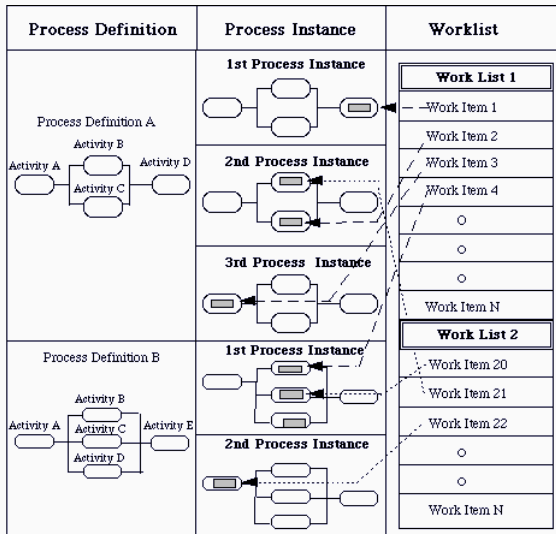 Process Definition
Process Instance
Worklist
Process Definition A
Activity A
Activity B
Activity C
Activity D
1st Process Instance
2nd Process Instance
3rd Process Instance
Work List 1
Work Item 1
Work Item 2
Work Item 3
Work Item 4
Work Item N
Process Definition B
Activity A
Activity B
Activity C
Activity D
Activity E
1st Process Instance
2nd Process Instance
Work List 2
Work Item 20
Work Item 21
Work Item 22
Work Item N